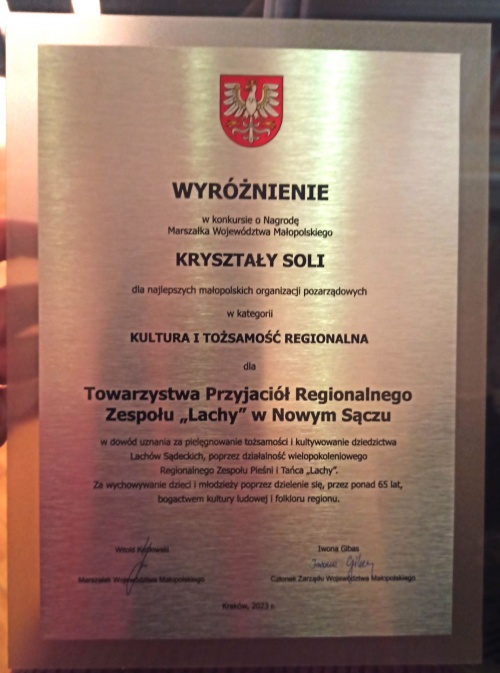 WYRÓŻNIENIE
w konkursie o Nagrodę
Marszałka Województwa Małopolskiego
KRYSZTAŁY SOLI
dla najlepszych małopolskich organizacji pozarządowych
w kategorii
KULTURA I TOŻSAMOŚĆ REGIONALNA
dla
Towarzystwa Przyjaciół Regionalnego
Zespołu „Lachy” w Nowym Sączu
w dowód uznania za pielęgnowanie tożsamości i kultywowanie dziedzictwa
Lachów Sądeckich, poprzez działalność wielopokoleniowego
Regionalnego Zespołu Pieśni i Tańca „Lachy”.
Za wychowywanie dzieci i młodzieży poprzez dzielenie się, przez ponad 65 lat,
bogactwem kultury ludowej i folkloru regionu.
Witold
Marszałek Województwa Małopolskiego
Iwona Gibas
Iwona Gibas
Członek Zarządu Województwa Małopolskiego
Kraków, 2023 r.